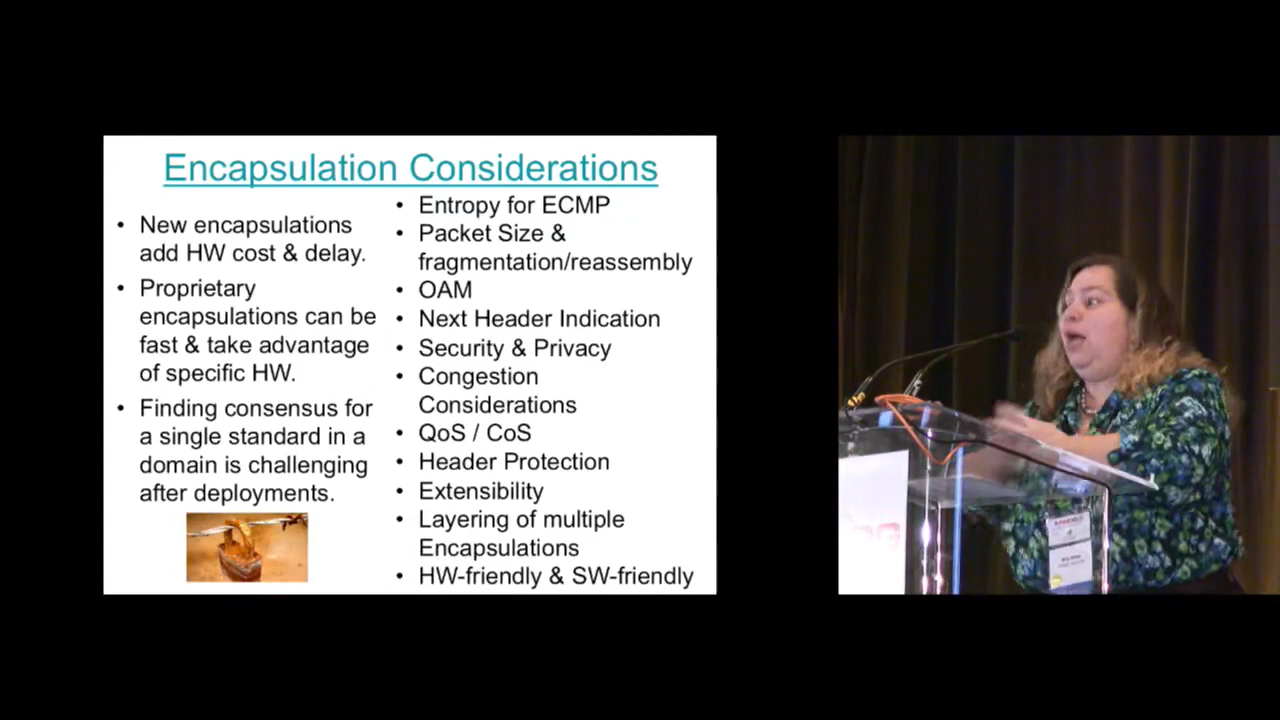 Encapsulation Considerations
• New encapsulations
add HW cost & delay.
• Proprietary
encapsulations can be
fast & take advantage
of specific HW.
• Finding consensus for
a single standard in a
domain is challenging
after deployments.
• Entropy for ECMP
• Packet Size &
fragmentation/reassembly
• OAM
• Next Header Indication
• Security & Privacy
• Congestion
Considerations
• QoS / CoS
• Header Protection
• Extensibility
• Layering of multiple
Encapsulations
• HW-friendly & SW-friendly